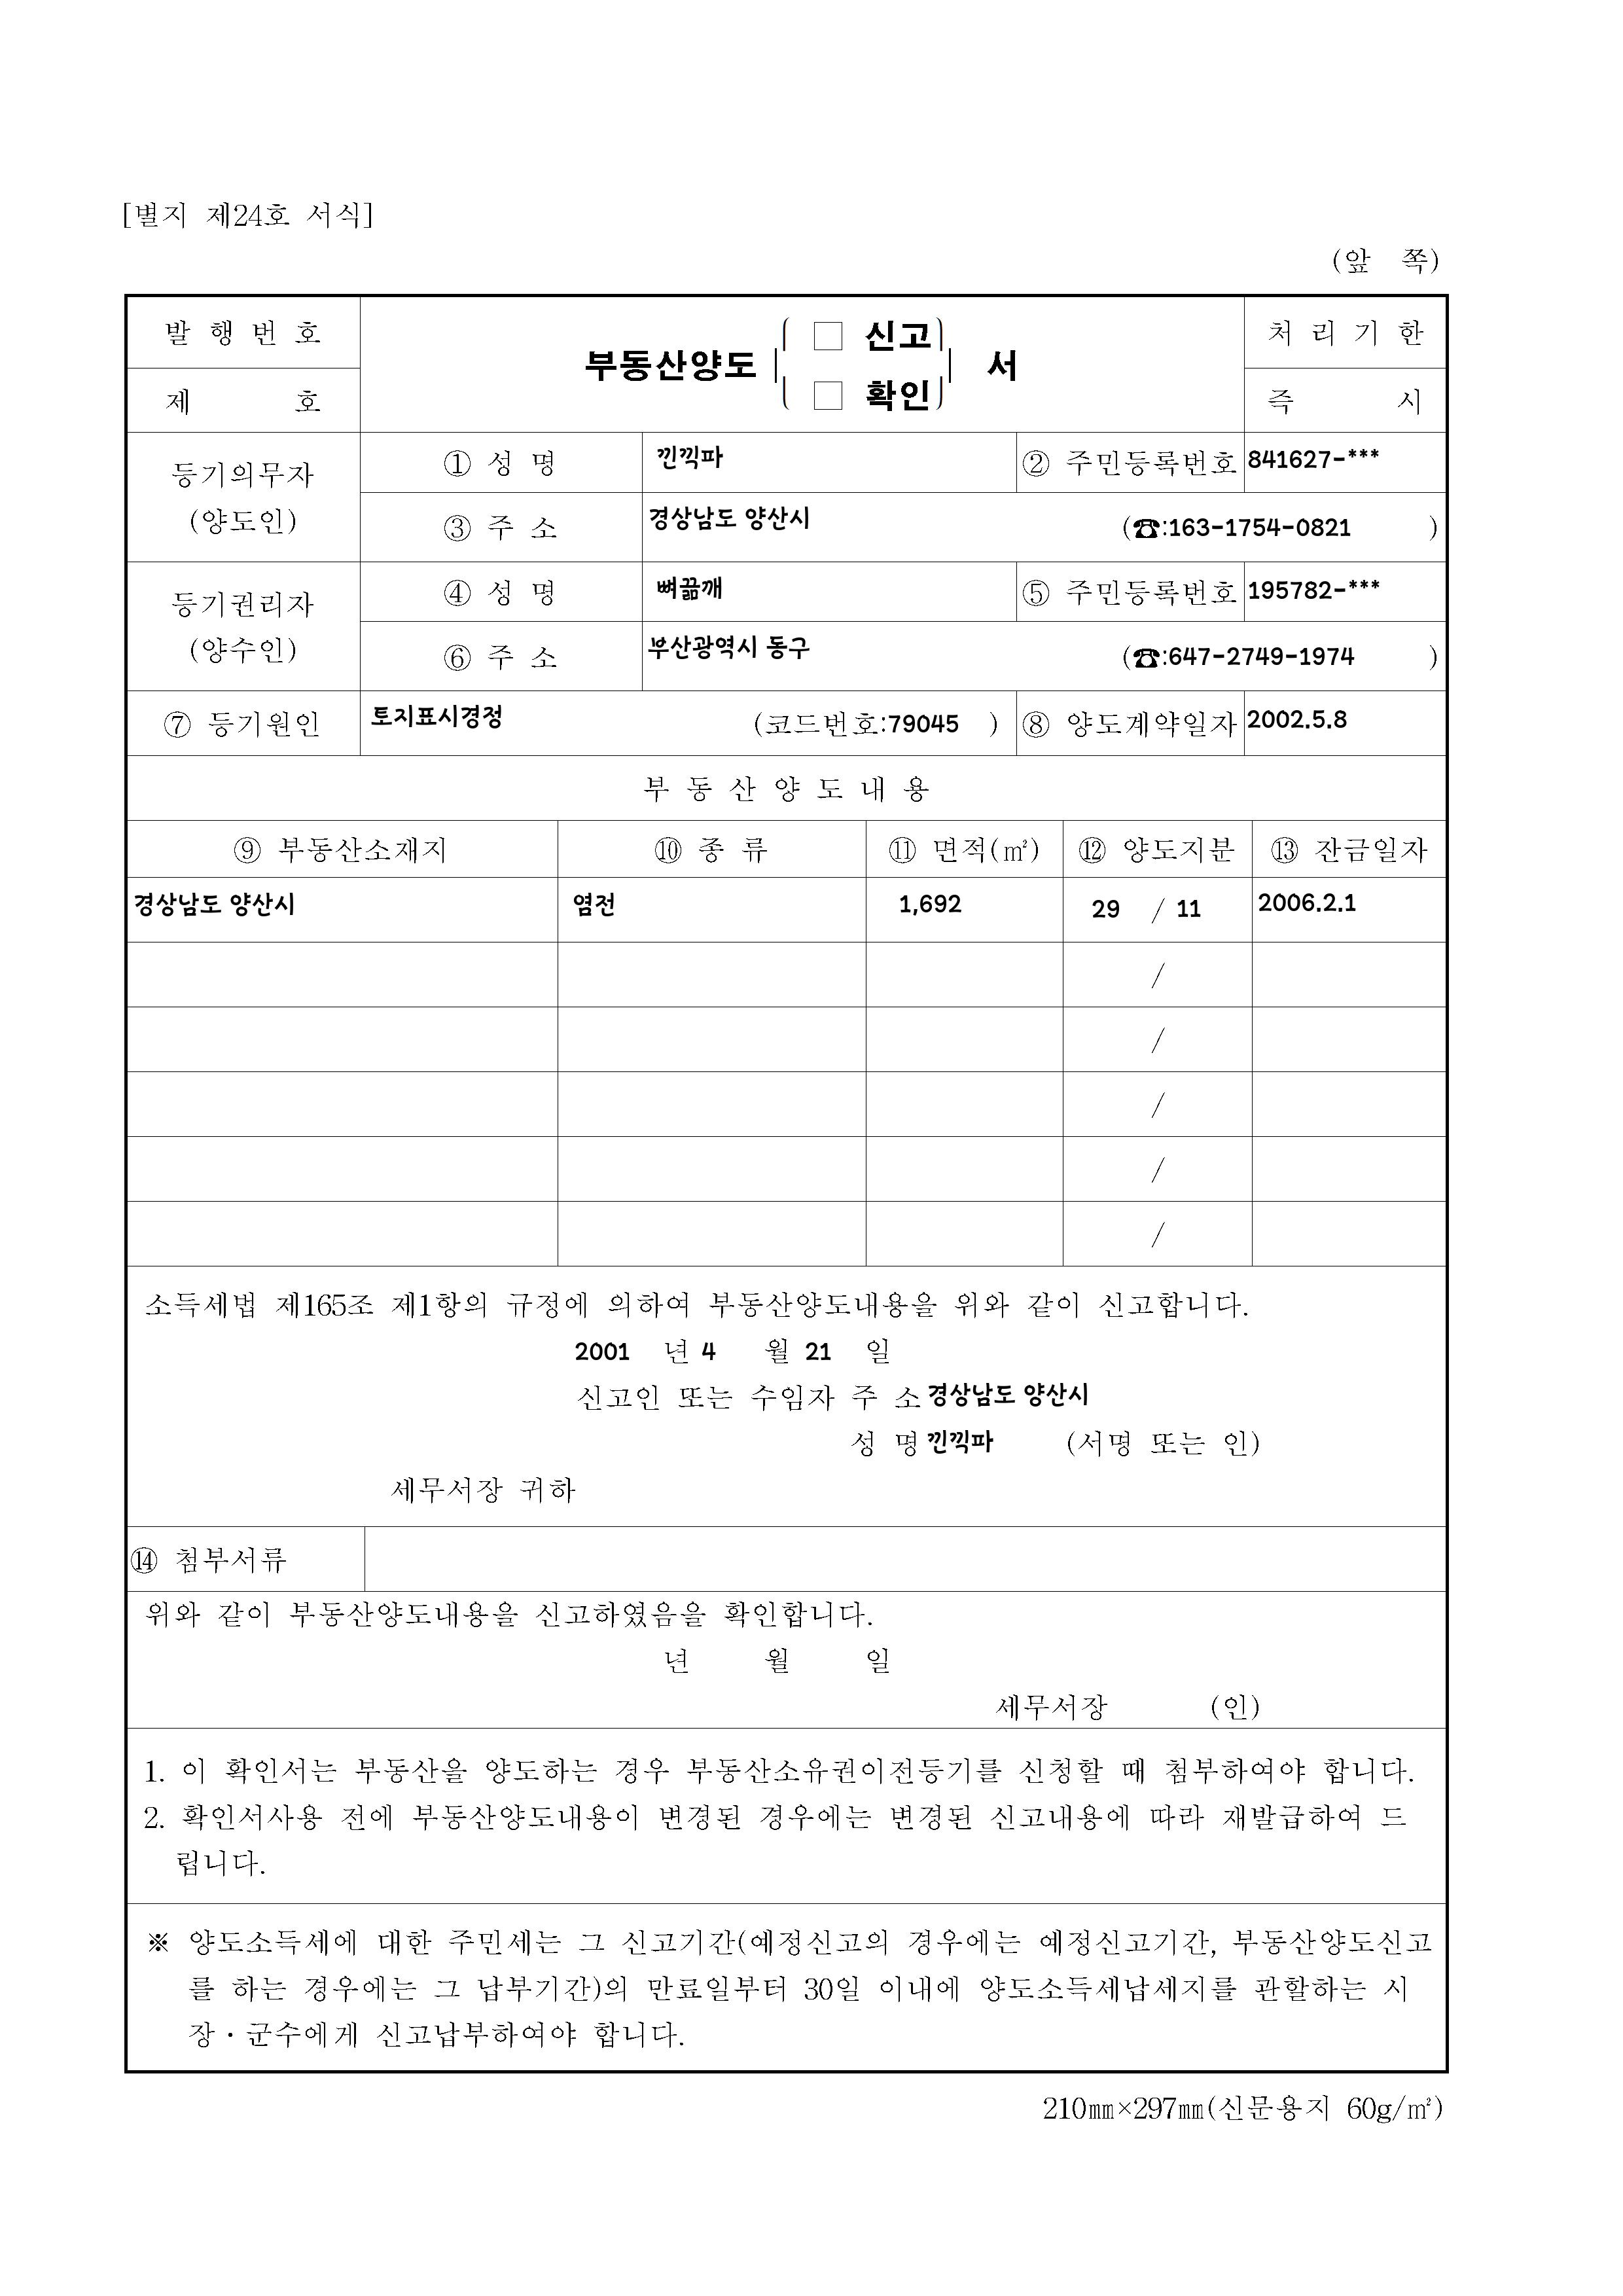 [별지 제24호 서식]
(앞 쪽)
발 행 번 호
제 호
부동산양도 □ 신고 □ 확인 서
처 리 기 한
즉 시
등기의무자
(양도인)
① 성 명 낀끽파 ② 주민등록번호 841627-***
③ 주 소 경상남도 양산시 (☎:163-1754-0821 )
등기권리자
(양수인)
④ 성 명 뼈끎깨 ⑤ 주민등록번호 195782-***
⑥ 주 소 부산광역시 동구 (☎:647-2749-1974 )
⑦ 등기원인 토지표시경정 (코드번호:79045 ) ⑧ 양도계약일자 2002.5.8
부 동 산 양 도 내 용
⑨ 부동산소재지 ⑩ 종 류 ⑪ 면적(㎡) ⑫ 양도지분 ⑬ 잔금일자
경상남도 양산시 염전 1,692 29 / 11 2006.2.1
/
/
/
/
/
소득세법 제165조 제1항의 규정에 의하여 부동산양도내용을 위와 같이 신고합니다.
2001 년 4 월 21 일
신고인 또는 수임자 주 소 경상남도 양산시
성 명 낀끽파 (서명 또는 인)
세무서장 귀하
⑭ 첨부서류
위와 같이 부동산양도내용을 신고하였음을 확인합니다.
년 월 일
세무서장 (인)
1. 이 확인서는 부동산을 양도하는 경우 부동산소유권이전등기를 신청할 때 첨부하여야 합니다.
2. 확인서사용 전에 부동산양도내용이 변경된 경우에는 변경된 신고내용에 따라 재발급하여 드
립니다.
※ 양도소득세에 대한 주민세는 그 신고기간(예정신고의 경우에는 예정신고기간, 부동산양도신고
를 하는 경우에는 그 납부기간)의 만료일부터 30일 이내에 양도소득세납세지를 관할하는 시
장·군수에게 신고납부하여야 합니다.
210㎜×297㎜(신문용지 60g/㎡)